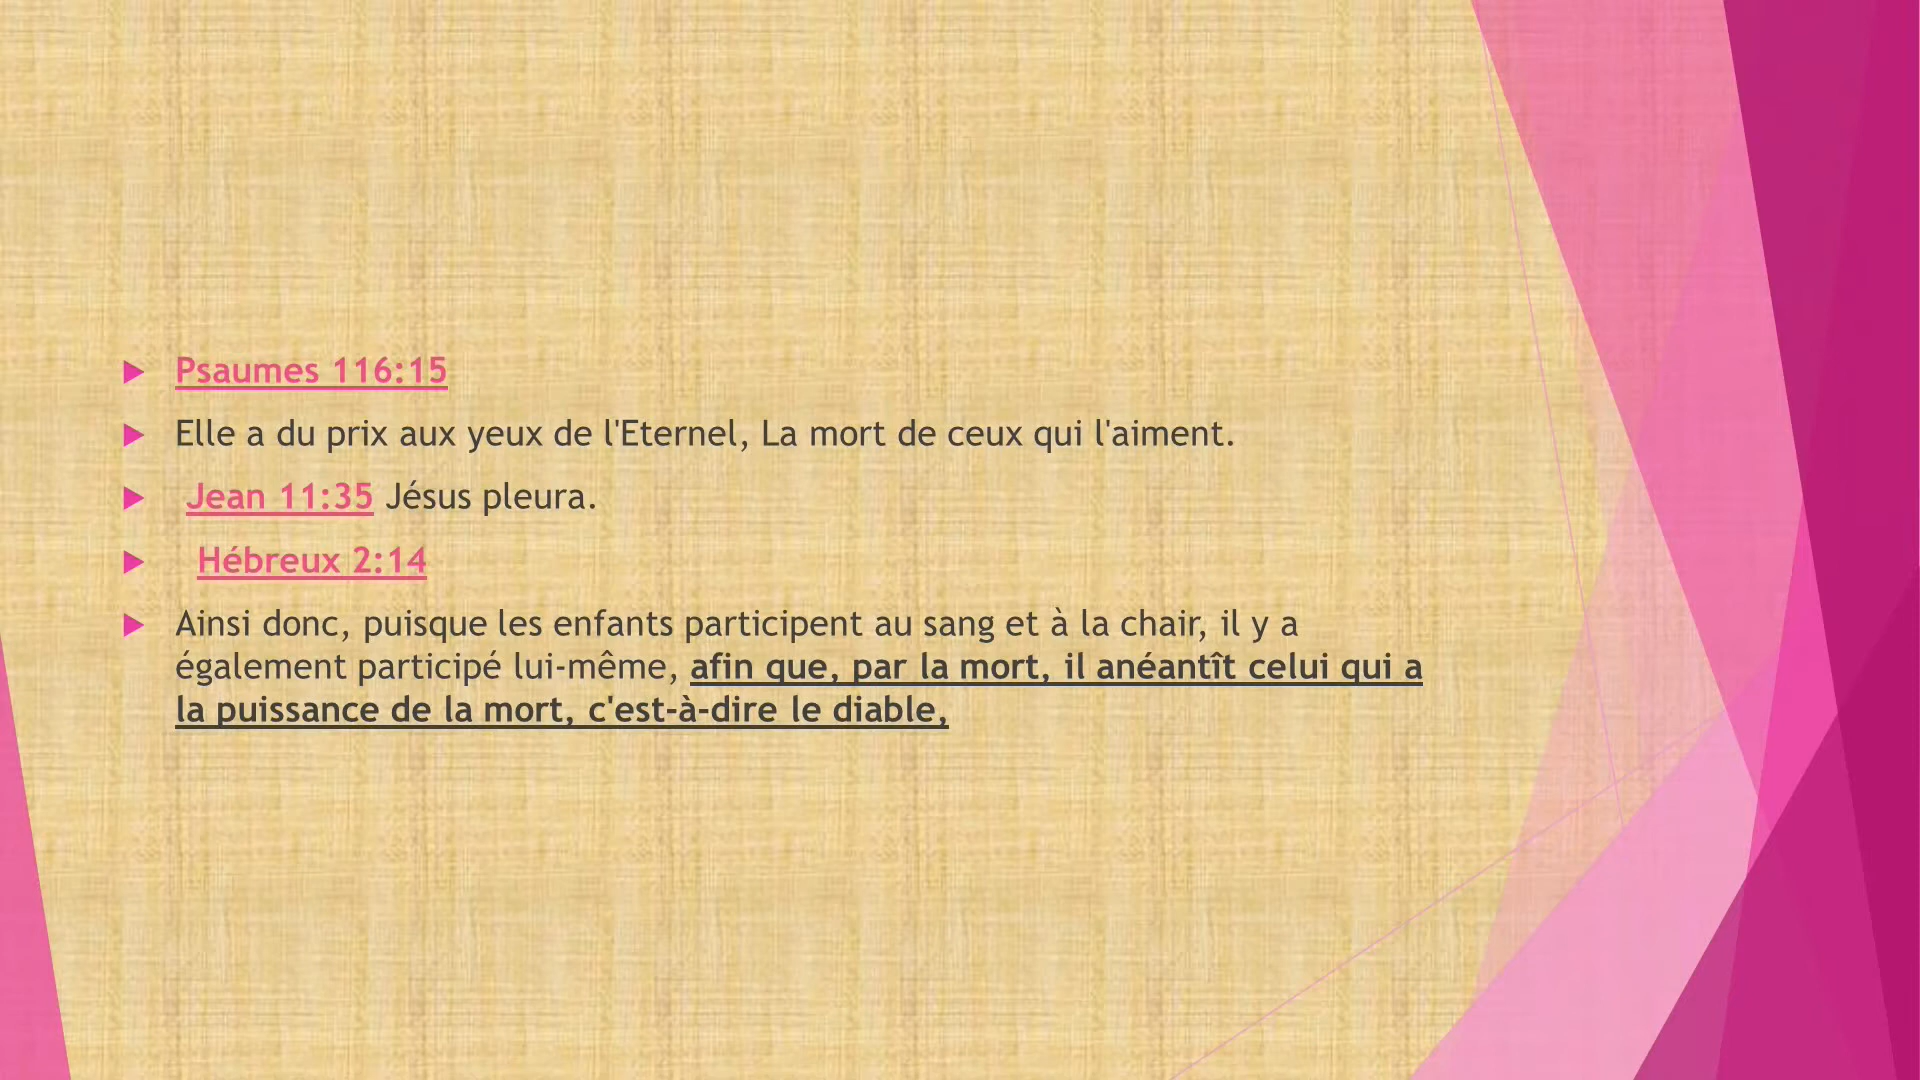 Psaumes 116:15
Elle a du prix aux yeux de l'Eternel, La mort de ceux qui l'aiment.
Jean 11:35 Jésus pleura.
Hébreux 2:14
Ainsi donc, puisque les enfants participent au sang et à la chair, il y a
également participé lui-même, afin que, par la mort, il anéantît celui qui a
la puissance de la mort, c'est-à-dire le diable,